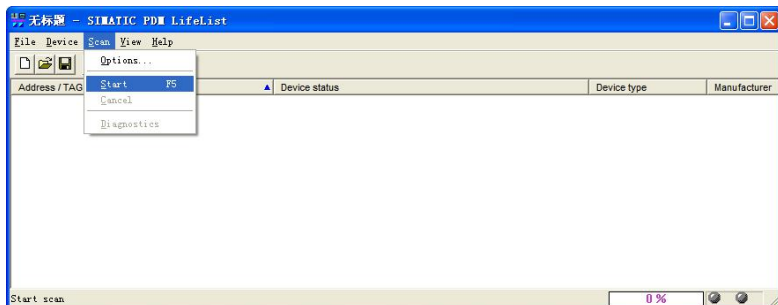 无标题 - SIMATIC PDM LifeList
File Device Scan View Help
Options...
Address / TAG Device status Device type Manufacturer
Start F5
Cancel
Diagnostics
Start scan 0 %